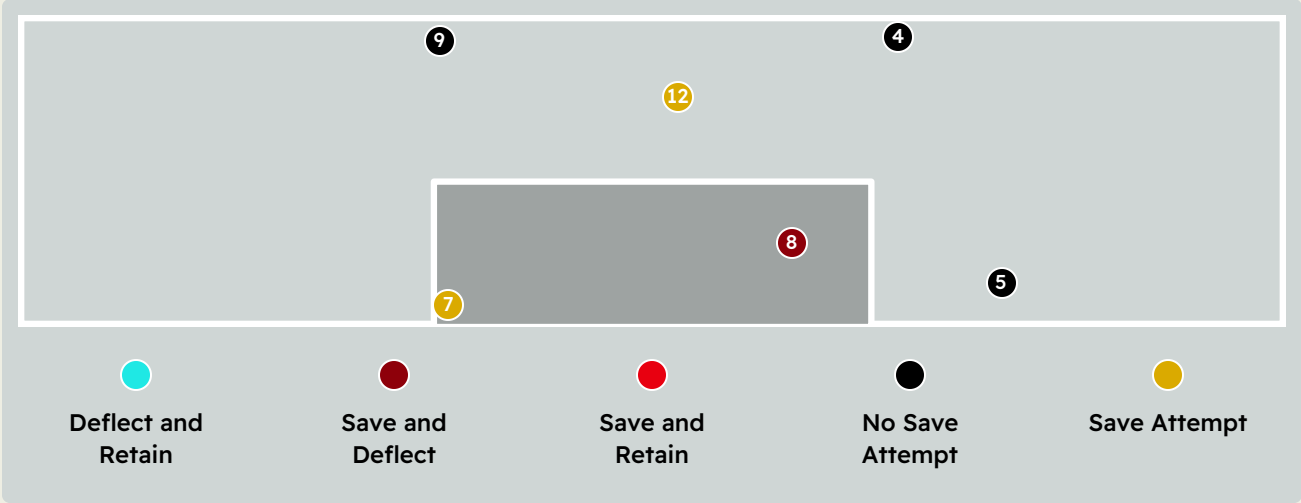 9
4
12
8
5
7
Deflect and
Retain
Save and
Deflect
Save and
Retain
No Save
Attempt
Save Attempt